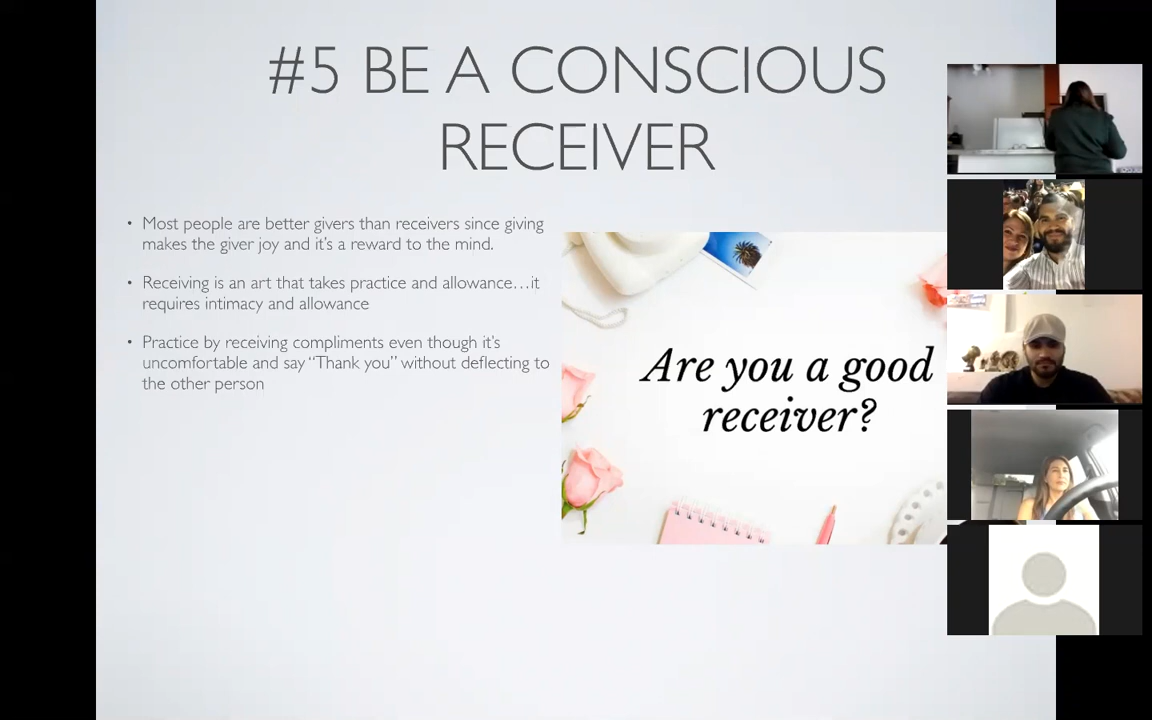 #5 BE A CONSCIOUS
RECEIVER
• Most people are better givers than receivers since giving
makes the giver joy and it's a reward to the mind.
• Receiving is an art that takes practice and allowance…it
requires intimacy and allowance
• Practice by receiving compliments even though it's
uncomfortable and say “Thank you” without deflecting to
the other person
Are you a good
receiver?